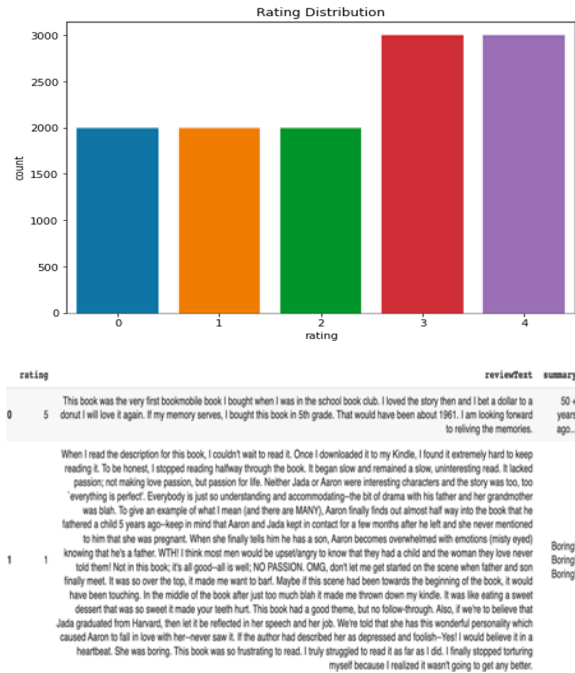 Rating Distribution
3000
2500
2000
1500
1000
500
0
count
0 1 2 3 4
rating
rating reviewText summary
This book was the very first bookmobile book I bought when I was in the school book club. I loved the story then and I bet a dollar to a 50 +
0 5 donut I will love it again. If my memory serves, I bought this book in 5th grade. That would have been about 1961. I am looking forward years
to reliving the memories. ago...
When I read the description for this book, I couldn't wait to read it. Once I downloaded it to my Kindle, I found it extremely hard to keep
reading it. To be honest, I stopped reading halfway through the book. It began slow and remained a slow, uninteresting read. It lacked
passion; not making love passion, but passion for life. Neither Jada or Aaron were interesting characters and the story was too, too
`everything is perfect'. Everybody is just so understanding and accommodating--the bit of drama with his father and her grandmother
was blah. To give an example of what I mean (and there are MANY), Aaron finally finds out almost half way into the book that he
fathered a child 5 years ago--keep in mind that Aaron and Jada kept in contact for a few months after he left and she never mentioned
to him that she was pregnant. When she finally tells him he has a son, Aaron becomes overwhelmed with emotions (misty eyed)
knowing that he's a father. WTH! I think most men would be upset/angry to know that they had a child and the woman they love never Boring!
1 1 told them! Not in this book; it's all good--all is well; NO PASSION. OMG, don't let me get started on the scene when father and son Boring!
finally meet. It was so over the top, it made me want to barf. Maybe if this scene had been towards the beginning of the book, it would Boring!
have been touching. In the middle of the book after just too much blah it made me thrown down my kindle. It was like eating a sweet
dessert that was so sweet it made your teeth hurt. This book had a good theme, but no follow-through. Also, if we're to believe that
Jada graduated from Harvard, then let it be reflected in her speech and her job. We're told that she has this wonderful personality which
caused Aaron to fall in love with her--never saw it. If the author had described her as depressed and foolish--Yes! I would believe it in a
heartbeat. She was boring. This book was so frustrating to read. I truly struggled to read it as far as I did. I finally stopped torturing
myself because I realized it wasn't going to get any better.